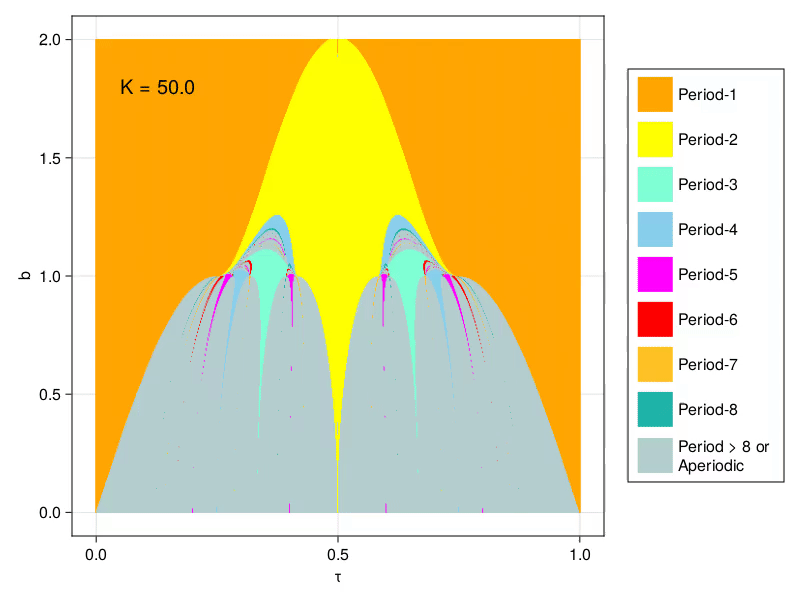 2.0
K = 50.0
1.5
b
1.0
0.5
0.0
0.0
0.5
1.0
τ
Period-1
Period-2
Period-3
Period-4
Period-5
Period-6
Period-7
Period-8
Period > 8 or
Aperiodic